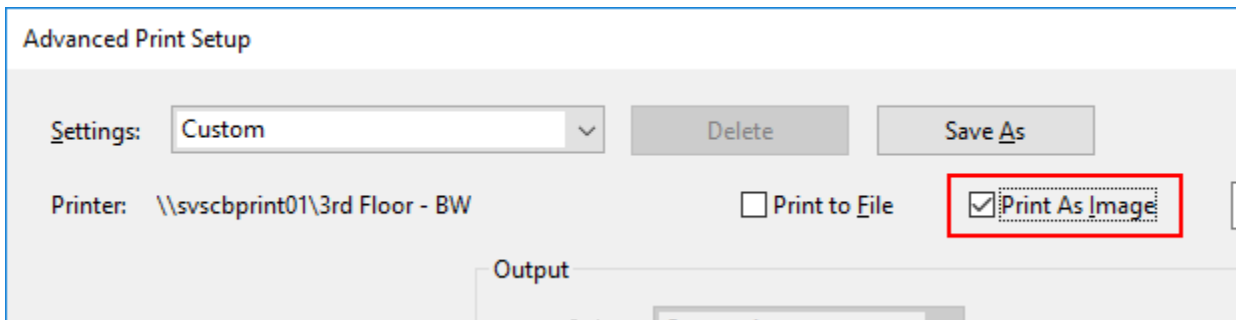 Advanced Print Setup
Settings: Custom Delete Save As
Printer: \\svscbprint01\3rd Floor - BW Print to File Print As Image
Output